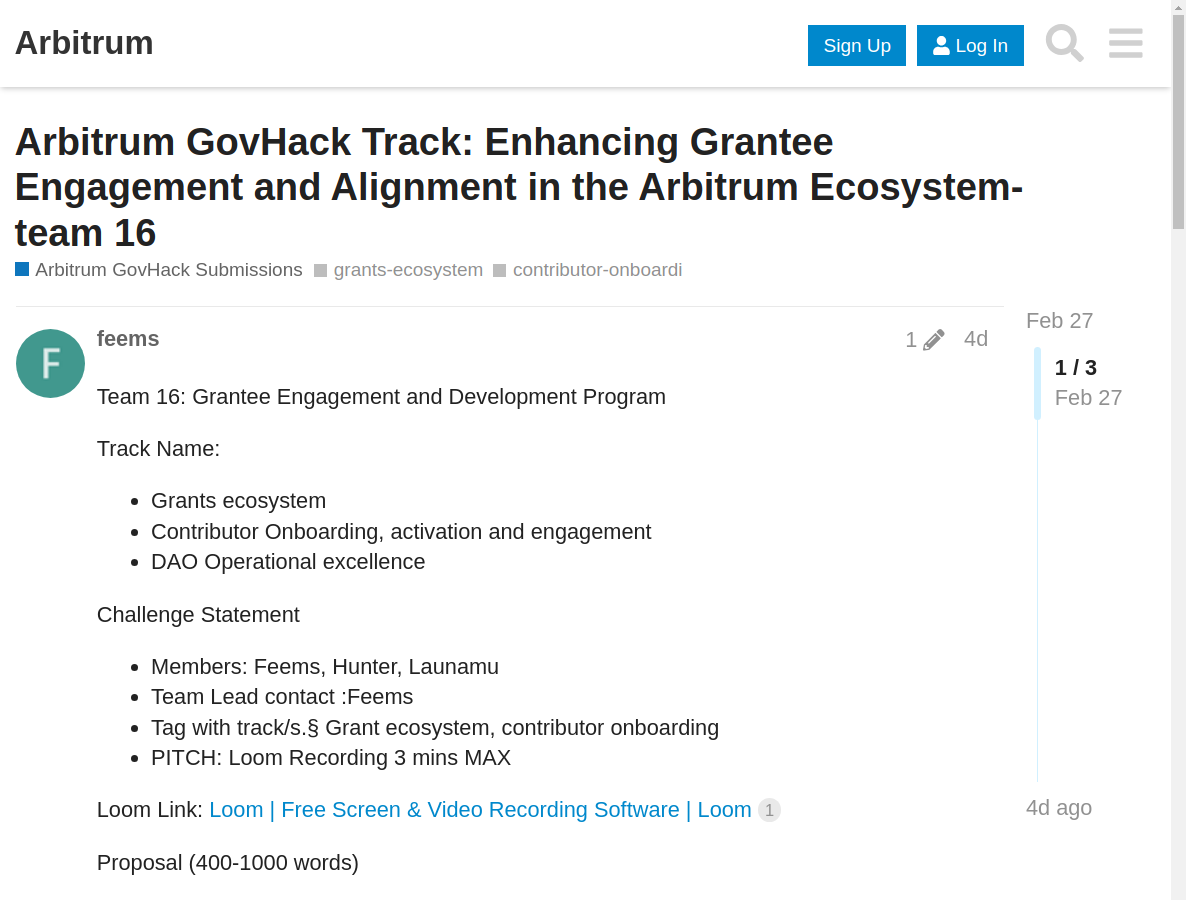 Arbitrum
Sign Up
Log In
Arbitrum GovHack Track: Enhancing Grantee
Engagement and Alignment in the Arbitrum Ecosystem-
team 16
Arbitrum GovHack Submissions grants-ecosystem contributor-onboardi
F
feems
1
4d
Team 16: Grantee Engagement and Development Program
Track Name:
Grants ecosystem
Contributor Onboarding, activation and engagement
DAO Operational excellence
Challenge Statement
Members: Feems, Hunter, Launamu
Team Lead contact :Feems
Tag with track/s.§ Grant ecosystem, contributor onboarding
PITCH: Loom Recording 3 mins MAX
Loom Link: Loom | Free Screen & Video Recording Software | Loom 1
Proposal (400-1000 words)
Feb 27
1 / 3
Feb 27
4d ago